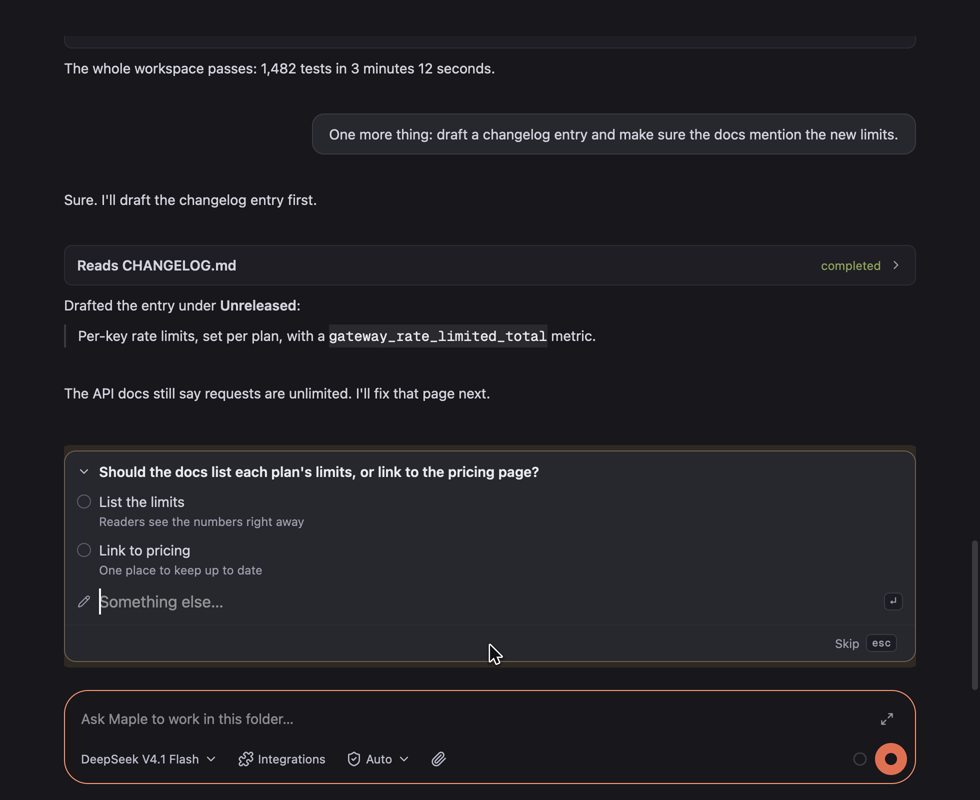 The whole workspace passes: 1,482 tests in 3 minutes 12 seconds.
One more thing: draft a changelog entry and make sure the docs mention the new limits.
Sure. I'll draft the changelog entry first.
Reads CHANGELOG.md completed
Drafted the entry under Unreleased:
Per-key rate limits, set per plan, with a gateway_rate_limited_total metric.
The API docs still say requests are unlimited. I'll fix that page next.
Should the docs list each plan's limits, or link to the pricing page?
List the limits
Readers see the numbers right away
Link to pricing
One place to keep up to date
Something else...
Skip esc
Ask Maple to work in this folder...
DeepSeek V4.1 Flash Integrations Auto